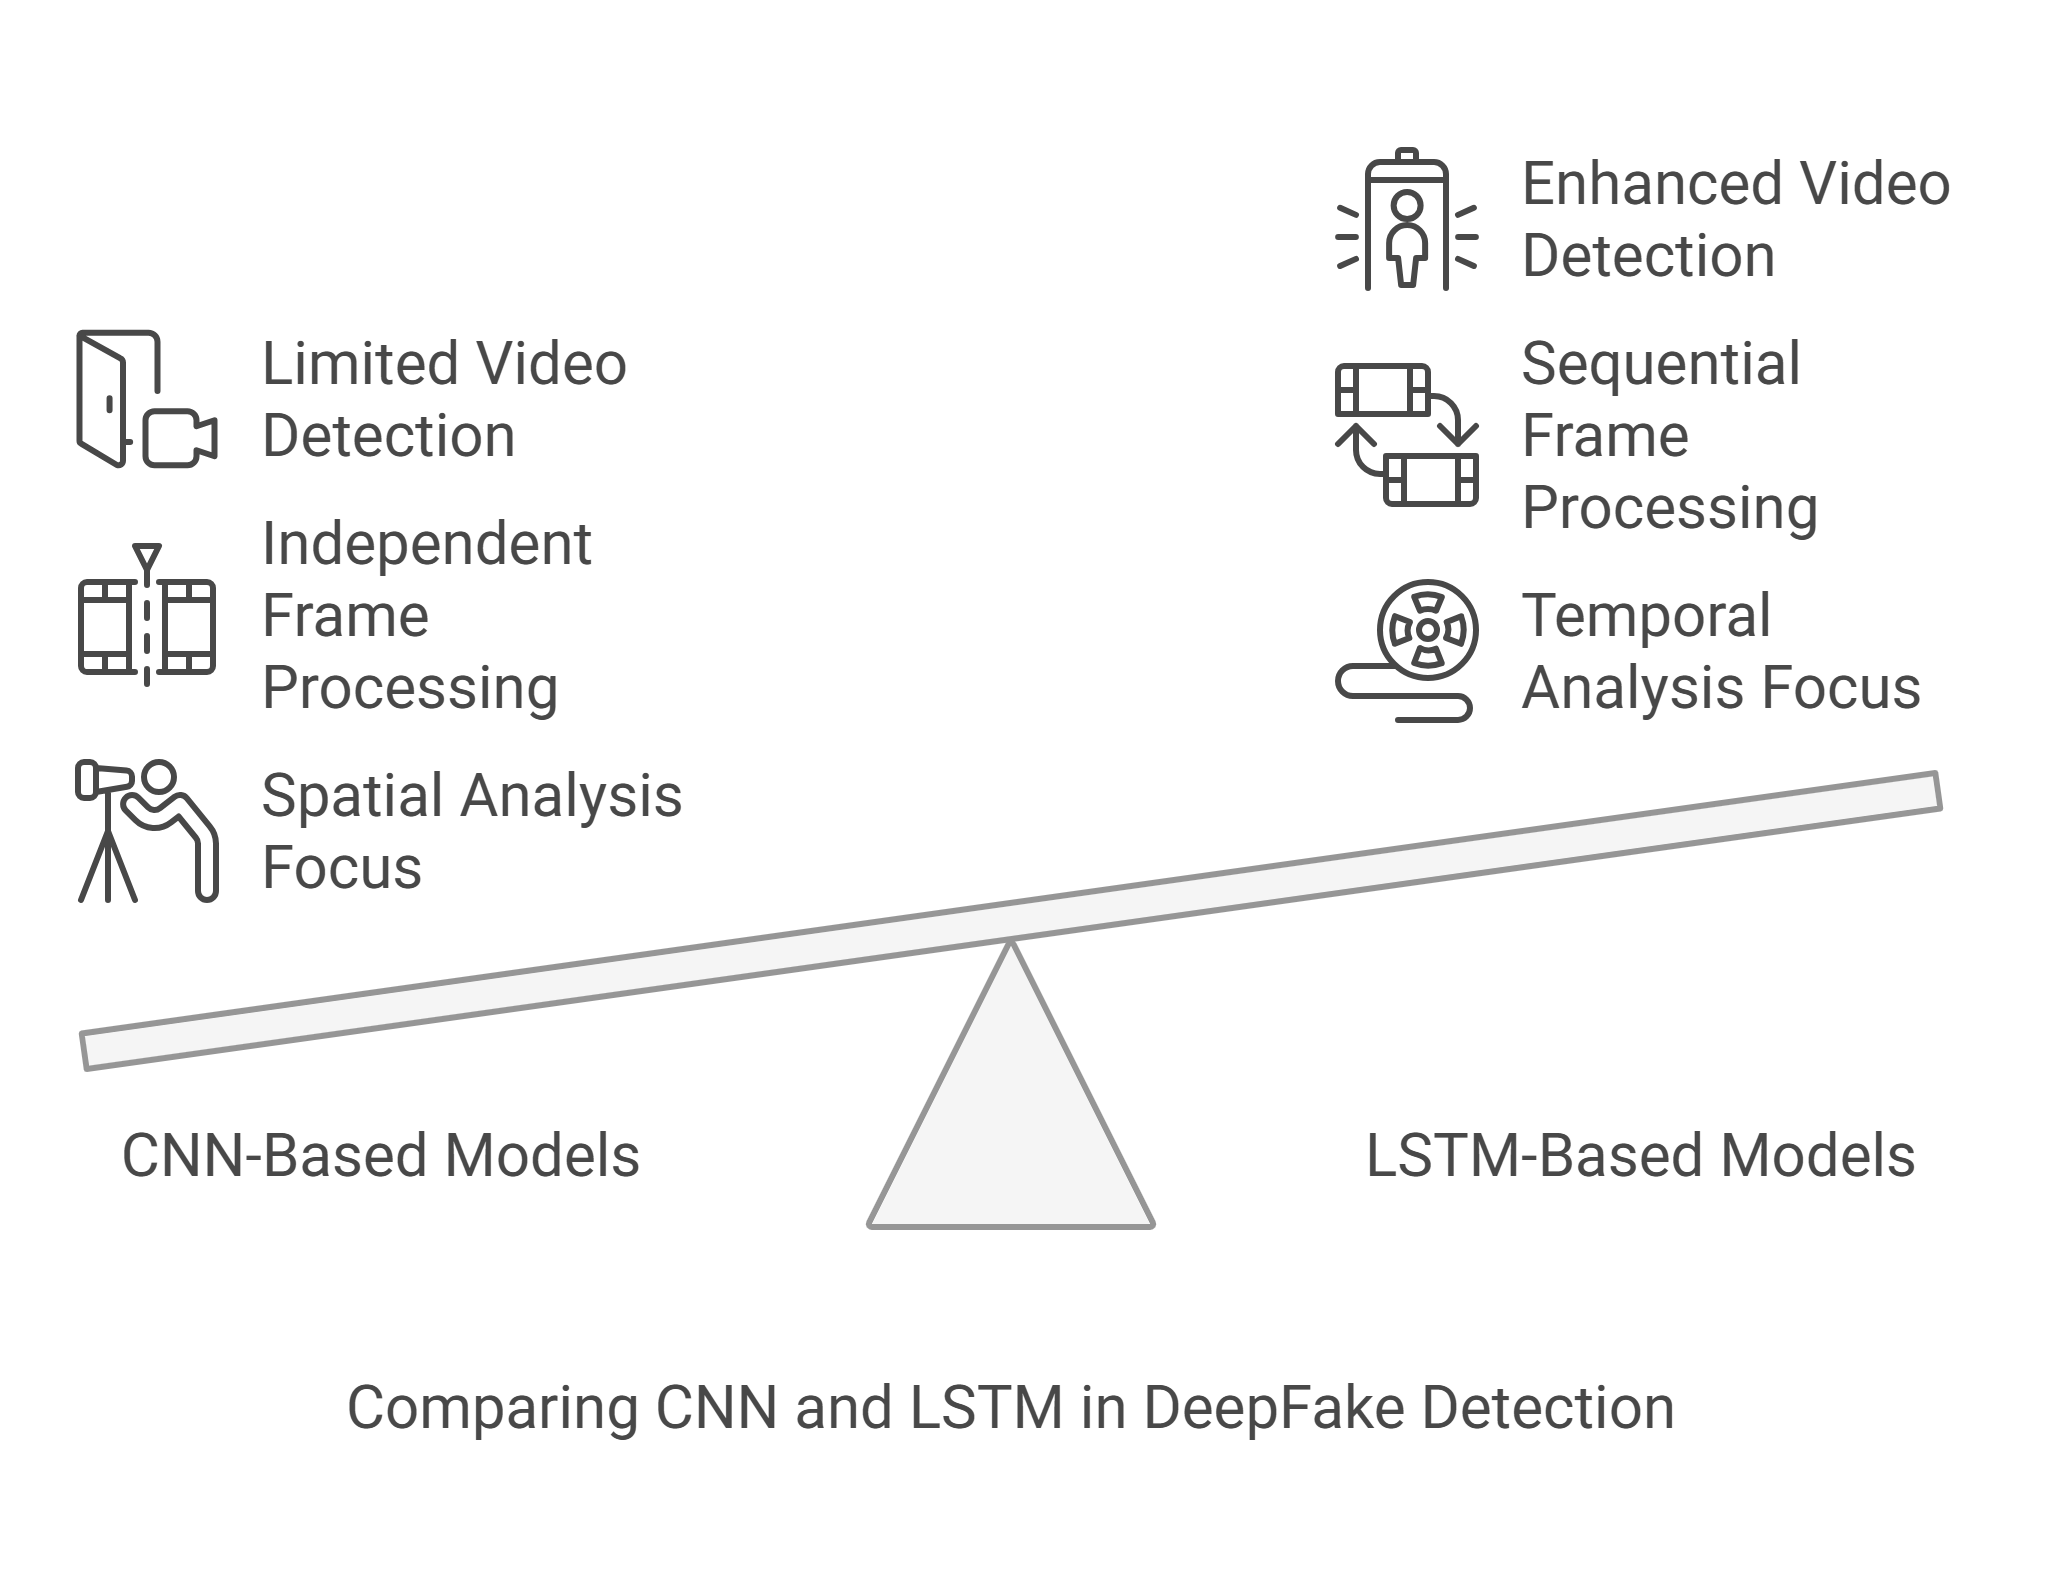 Enhanced Video
Detection
Sequential
Frame
Processing
Temporal
Analysis Focus
Limited Video
Detection
Independent
Frame
Processing
Spatial Analysis
Focus
CNN-Based Models
LSTM-Based Models
Comparing CNN and LSTM in DeepFake Detection